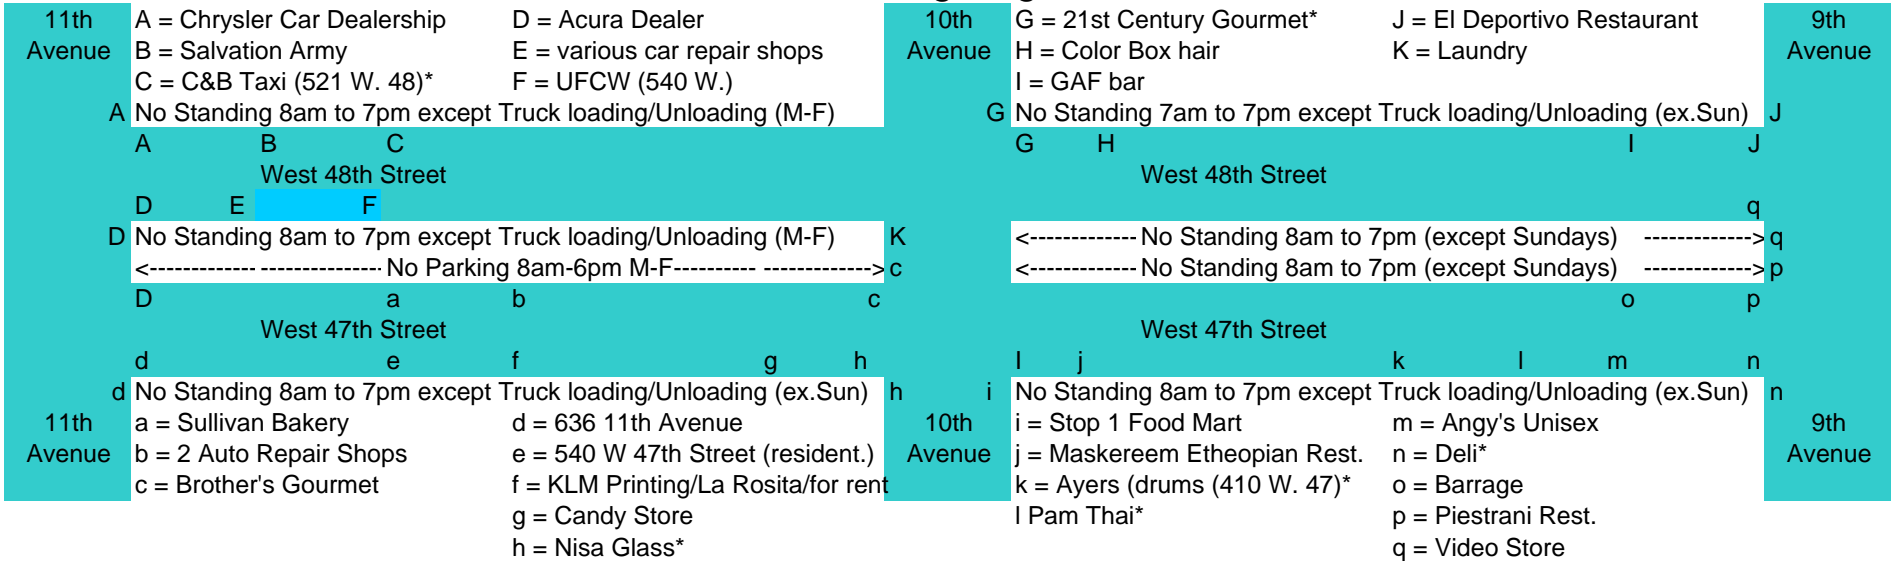 11th A = Chrysler Car Dealership D = Acura Dealer 10th G = 21st Century Gourmet* J = El Deportivo Restaurant 9th
Avenue B = Salvation Army E = various car repair shops Avenue H = Color Box hair K = Laundry Avenue
C = C&B Taxi (521 W. 48)* F = UFCW (540 W.) I = GAF bar
A No Standing 8am to 7pm except Truck loading/Unloading (M-F) G No Standing 7am to 7pm except Truck loading/Unloading (ex.Sun) J
A B C G H I J
West 48th Street West 48th Street
D E F q
D No Standing 8am to 7pm except Truck loading/Unloading (M-F) K <------------- No Standing 8am to 7pm (except Sundays) -------------> q
<------------- --------------- No Parking 8am-6pm M-F---------- -------------> c <------------- No Standing 8am to 7pm (except Sundays) -------------> p
D a b c o p
West 47th Street West 47th Street
d e f g h I j k l m n
d No Standing 8am to 7pm except Truck loading/Unloading (ex.Sun) h i No Standing 8am to 7pm except Truck loading/Unloading (ex.Sun) n
11th a = Sullivan Bakery d = 636 11th Avenue 10th i = Stop 1 Food Mart m = Angy's Unisex 9th
Avenue b = 2 Auto Repair Shops e = 540 W 47th Street (resident.) Avenue j = Maskereem Etheopian Rest. n = Deli* Avenue
c = Brother's Gourmet f = KLM Printing/La Rosita/for rent k = Ayers (drums (410 W. 47)* o = Barrage
g = Candy Store l Pam Thai* p = Piestrani Rest.
h = Nisa Glass* q = Video Store